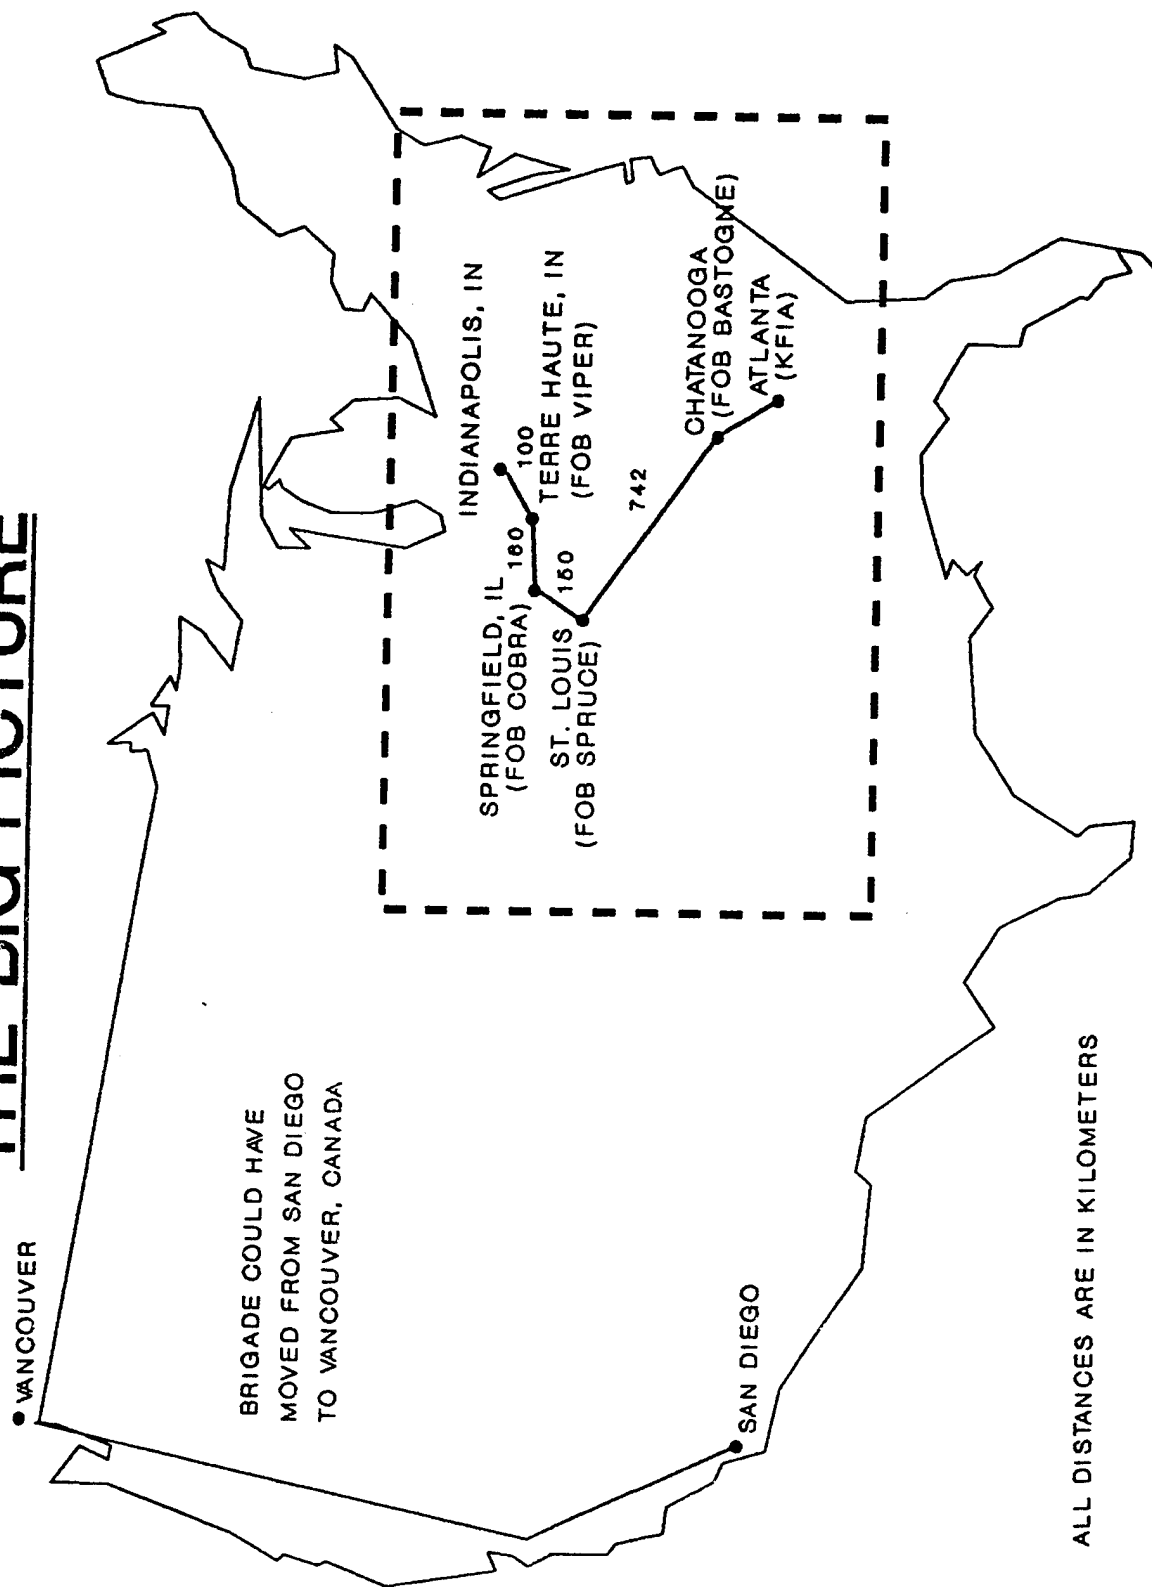 THE BIG PICTURE
VANCOUVER
BRIGADE COULD HAVE
MOVED FROM SAN DIEGO
TO VANCOUVER, CANADA
SAN DIEGO
INDIANAPOLIS, IN
100
TERRE HAUTE, IN
(FOB VIPER)
160
SPRINGFIELD, IL
(FOB COBRA)
150
ST. LOUIS
(FOB SPRUCE)
742
CHATANOOGA
(FOB BASTOGNE)
ATLANTA
(KFIA)
ALL DISTANCES ARE IN KILOMETERS